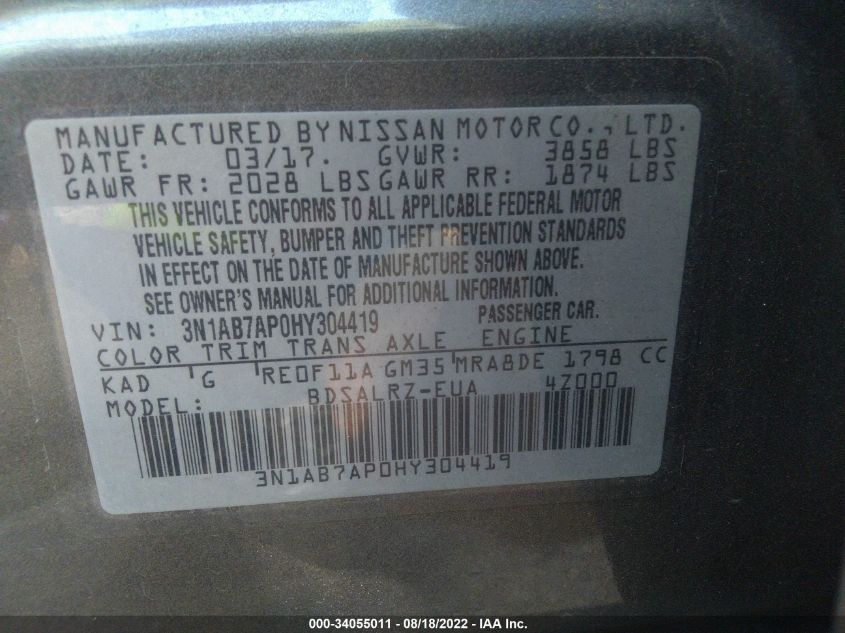 MANUFACTURED BY NISSAN MOTOR CO., LTD.
DATE: 03/17. GVWR: 3858 LBS
GAWR FR: 2028 LBS GAWR RR: 1874 LBS
THIS VEHICLE CONFORMS TO ALL APPLICABLE FEDERAL MOTOR
VEHICLE SAFETY, BUMPER AND THEFT PREVENTION STANDARDS
IN EFFECT ON THE DATE OF MANUFACTURE SHOWN ABOVE.
SEE OWNER'S MANUAL FOR ADDITIONAL INFORMATION.
VIN: 3N1AB7AP0HY304419 PASSENGER CAR.
COLOR TRIM TRANS AXLE ENGINE
KAD G RE0F11A GM35 MRA8DE 1798 CC
MODEL: BDSALRZ-EUA 4Z000
3N1AB7AP0HY304419
000-34055011 - 08/18/2022 - IAA Inc.